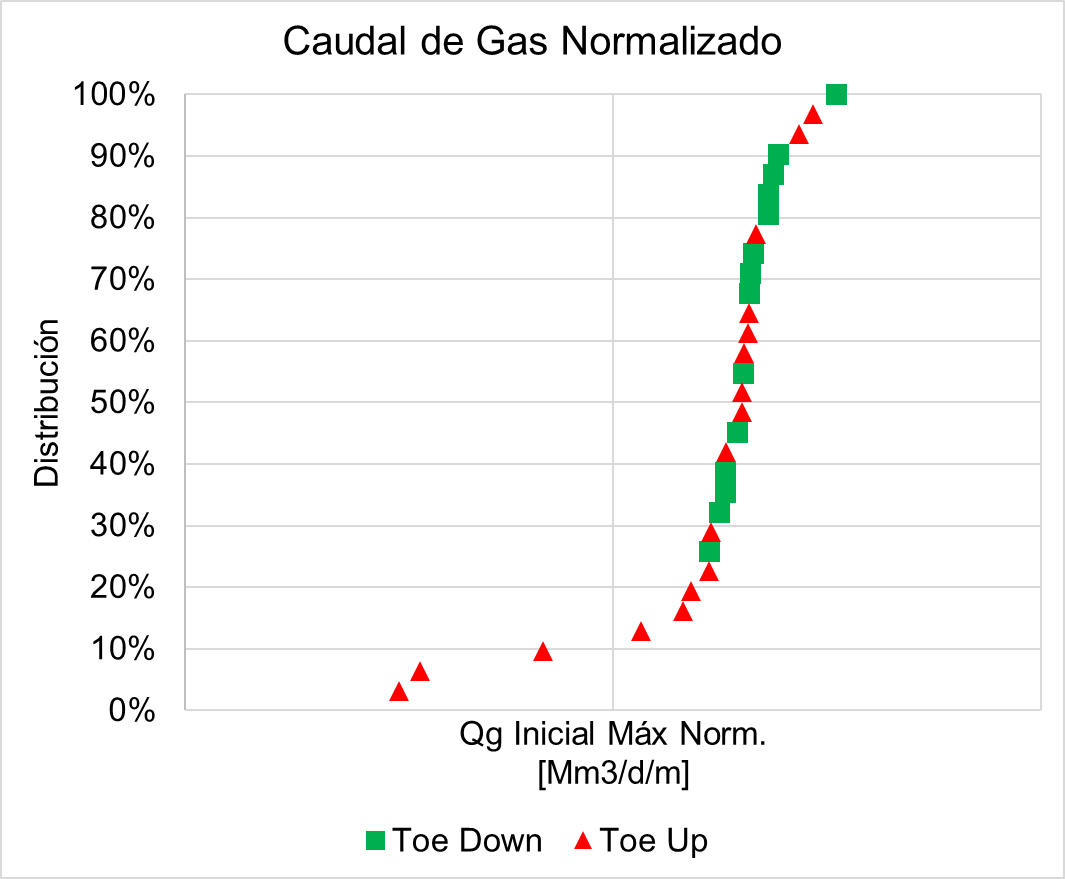 Caudal de Gas Normalizado
100%
90%
80%
70%
60%
50%
40%
30%
20%
10%
0%
Distribución
Qg Inicial Máx Norm.
[Mm3/d/m]
Toe Down Toe Up